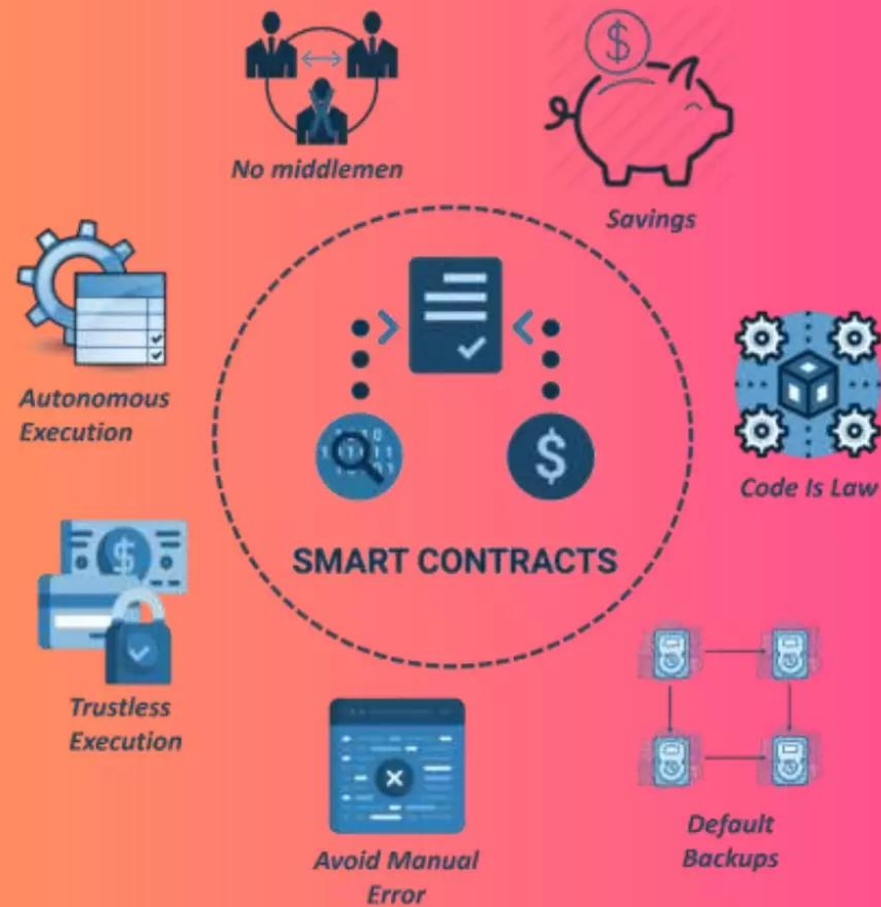 No middlemen
Savings
Autonomous
Execution
SMART CONTRACTS
Code Is Law
Trustless
Execution
Avoid Manual
Error
Default
Backups